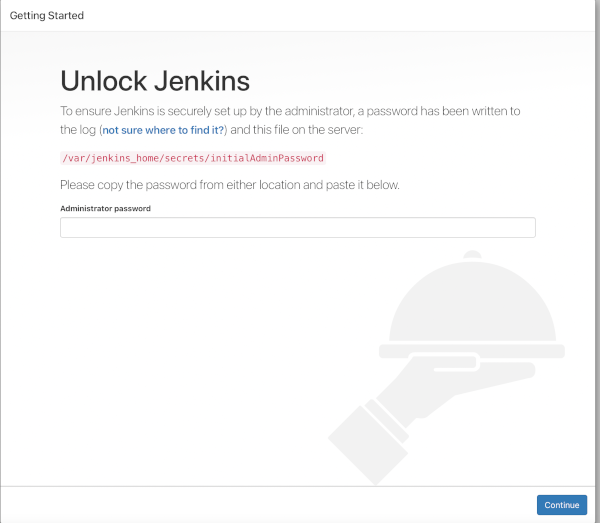 Getting Started
Unlock Jenkins
To ensure Jenkins is securely set up by the administrator, a password has been written to
the log (not sure where to find it?) and this file on the server:
/var/jenkins_home/secrets/initialAdminPassword
Please copy the password from either location and paste it below.
Administrator password
Continue